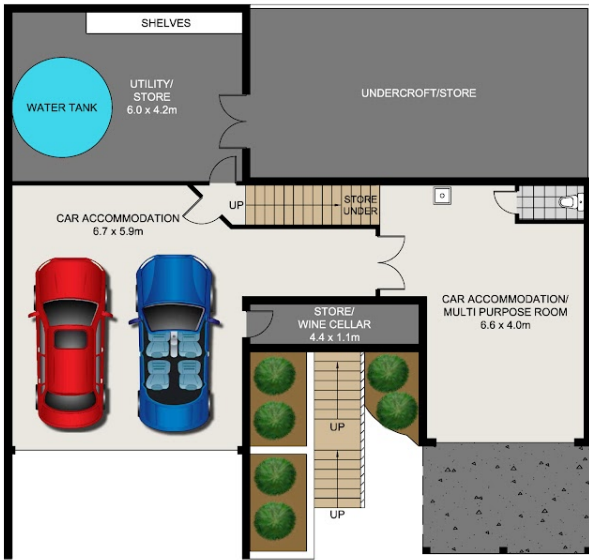 SHELVES
UTILITY/
STORE
6.0 x 4.2m
WATER TANK
UNDERCROFT/STORE
UP
STORE
UNDER
CAR ACCOMMODATION
6.7 x 5.9m
STORE/
WINE CELLAR
4.4 x 1.1m
CAR ACCOMMODATION/
MULTI PURPOSE ROOM
6.6 x 4.0m
UP
UP